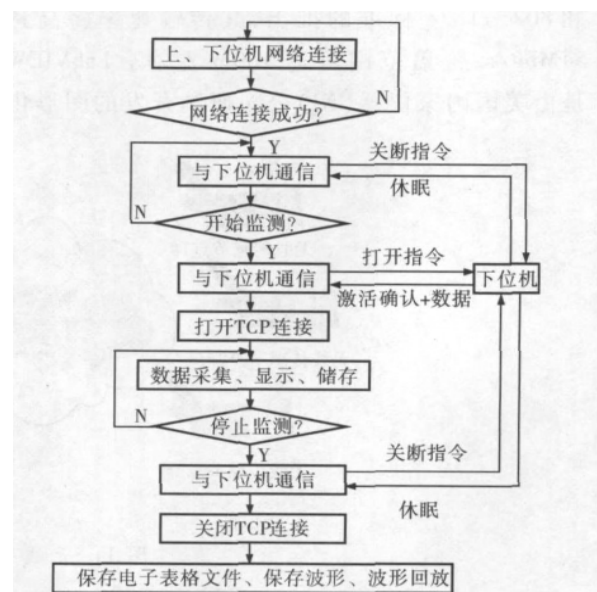 上、下位机网络连接
网络连接成功?
N
Y
与下位机通信
关断指令
休眠
N
开始监测?
Y
与下位机通信
打开指令
下位机
激活确认+数据
打开TCP连接
数据采集、显示、储存
N
停止监测?
Y
关断指令
与下位机通信
休眠
关闭TCP连接
保存电子表格文件、保存波形、波形回放